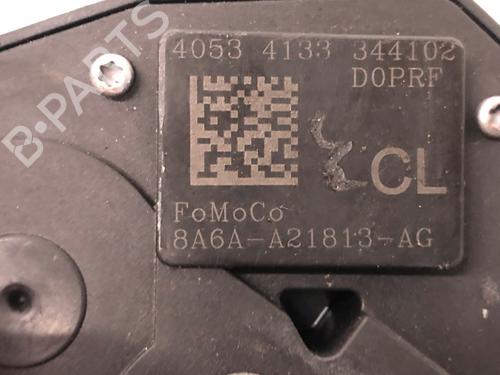 4053 4133 344102
D0PRF
CL
FoMoCo
8A6A-A21813-AG
B-PARTS